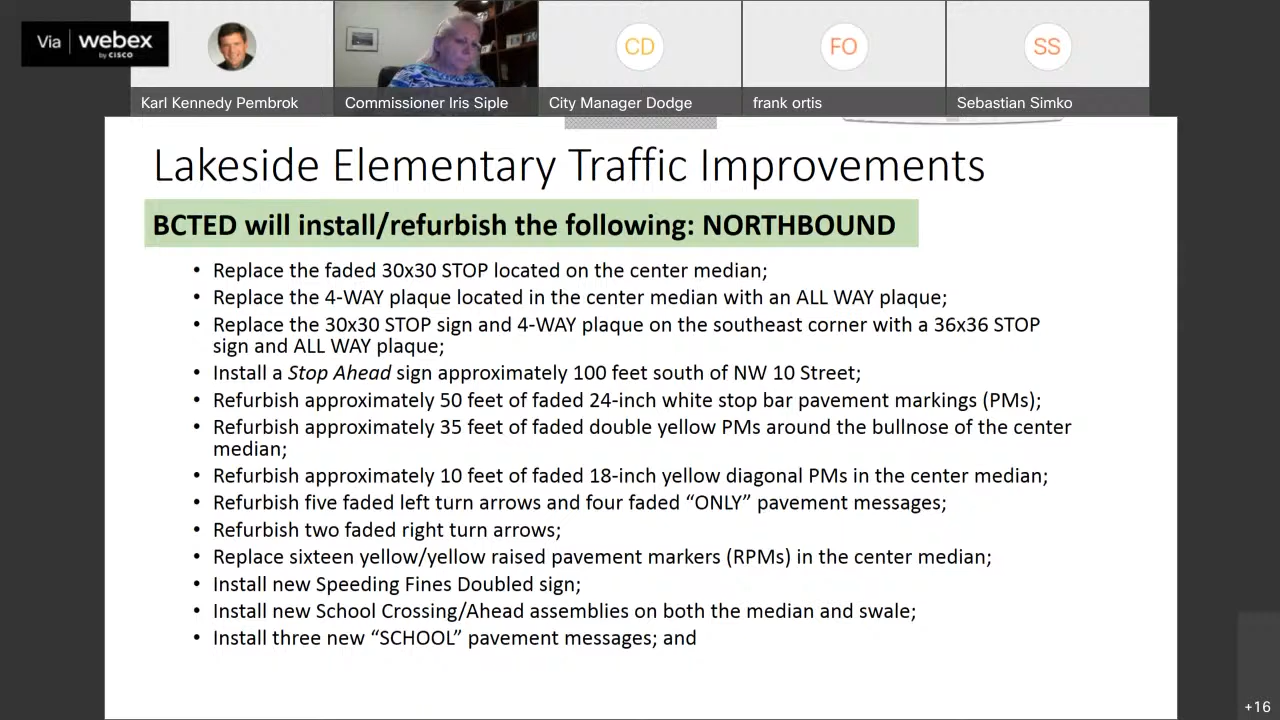 Via webex
by CISCO
CD
FO
SS
Karl Kennedy Pembrok
Commissioner Iris Siple
City Manager Dodge
frank ortis
Sebastian Simko
Lakeside Elementary Traffic Improvements
BCTED will install/refurbish the following: NORTHBOUND
• Replace the faded 30x30 STOP located on the center median;
• Replace the 4-WAY plaque located in the center median with an ALL WAY plaque;
• Replace the 30x30 STOP sign and 4-WAY plaque on the southeast corner with a 36x36 STOP
sign and ALL WAY plaque;
• Install a Stop Ahead sign approximately 100 feet south of NW 10 Street;
• Refurbish approximately 50 feet of faded 24-inch white stop bar pavement markings (PMs);
• Refurbish approximately 35 feet of faded double yellow PMs around the bullnose of the center
median;
• Refurbish approximately 10 feet of faded 18-inch yellow diagonal PMs in the center median;
• Refurbish five faded left turn arrows and four faded “ONLY” pavement messages;
• Refurbish two faded right turn arrows;
• Replace sixteen yellow/yellow raised pavement markers (RPMs) in the center median;
• Install new Speeding Fines Doubled sign;
• Install new School Crossing/Ahead assemblies on both the median and swale;
• Install three new “SCHOOL” pavement messages; and
+16